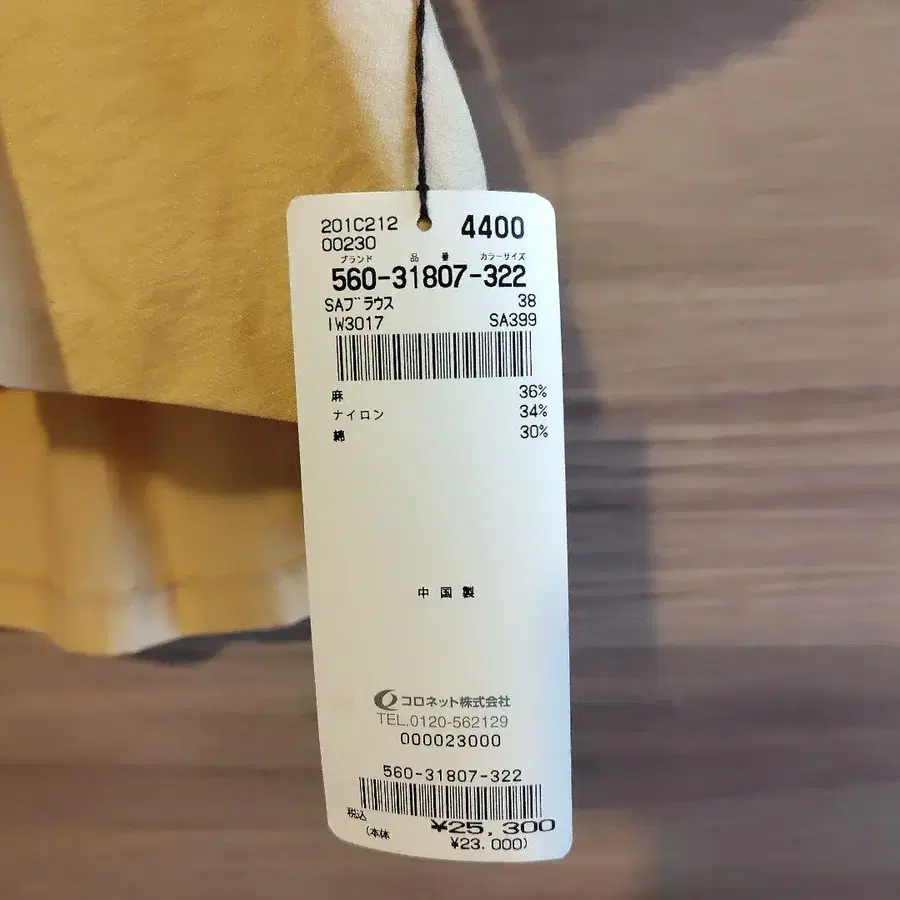 201C212 4400
00230
ブランド 品番 カラーサイズ
560-31807-322
SAブラウス 38
IW3017 SA399
麻 36%
ナイロン 34%
綿 30%
中国製
コロネット株式会社
TEL.0120-562129
000023000
560-31807-322
税込 ¥25,300
(本体 ¥23.000)